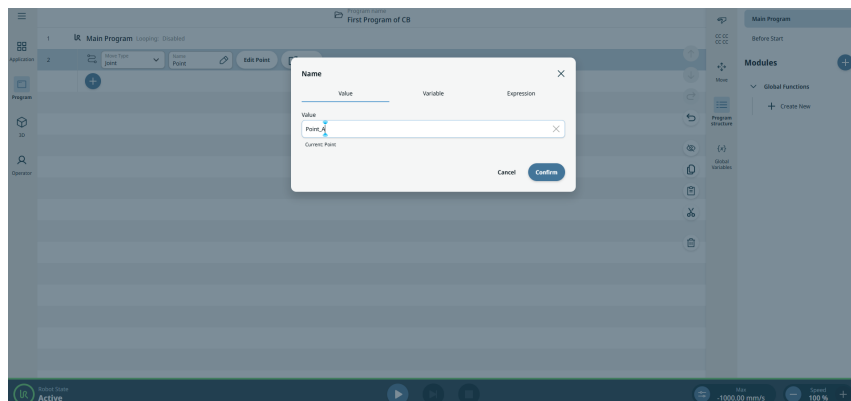 Program name
First Program of CB
1 Main Program Looping: Disabled
Application
2
Move Type
Joint
Name
Point
Edit Point
Program
3D
Operator
Name
Value Variable Expression
Value
Point_A
Current: Point
Cancel Confirm
Move
Program
structure
{x}
Global
Variables
Main Program
Before Start
Modules
Global Functions
Create New
Robot State
Active
Max
-1000.00 mm/s
Speed
100 %